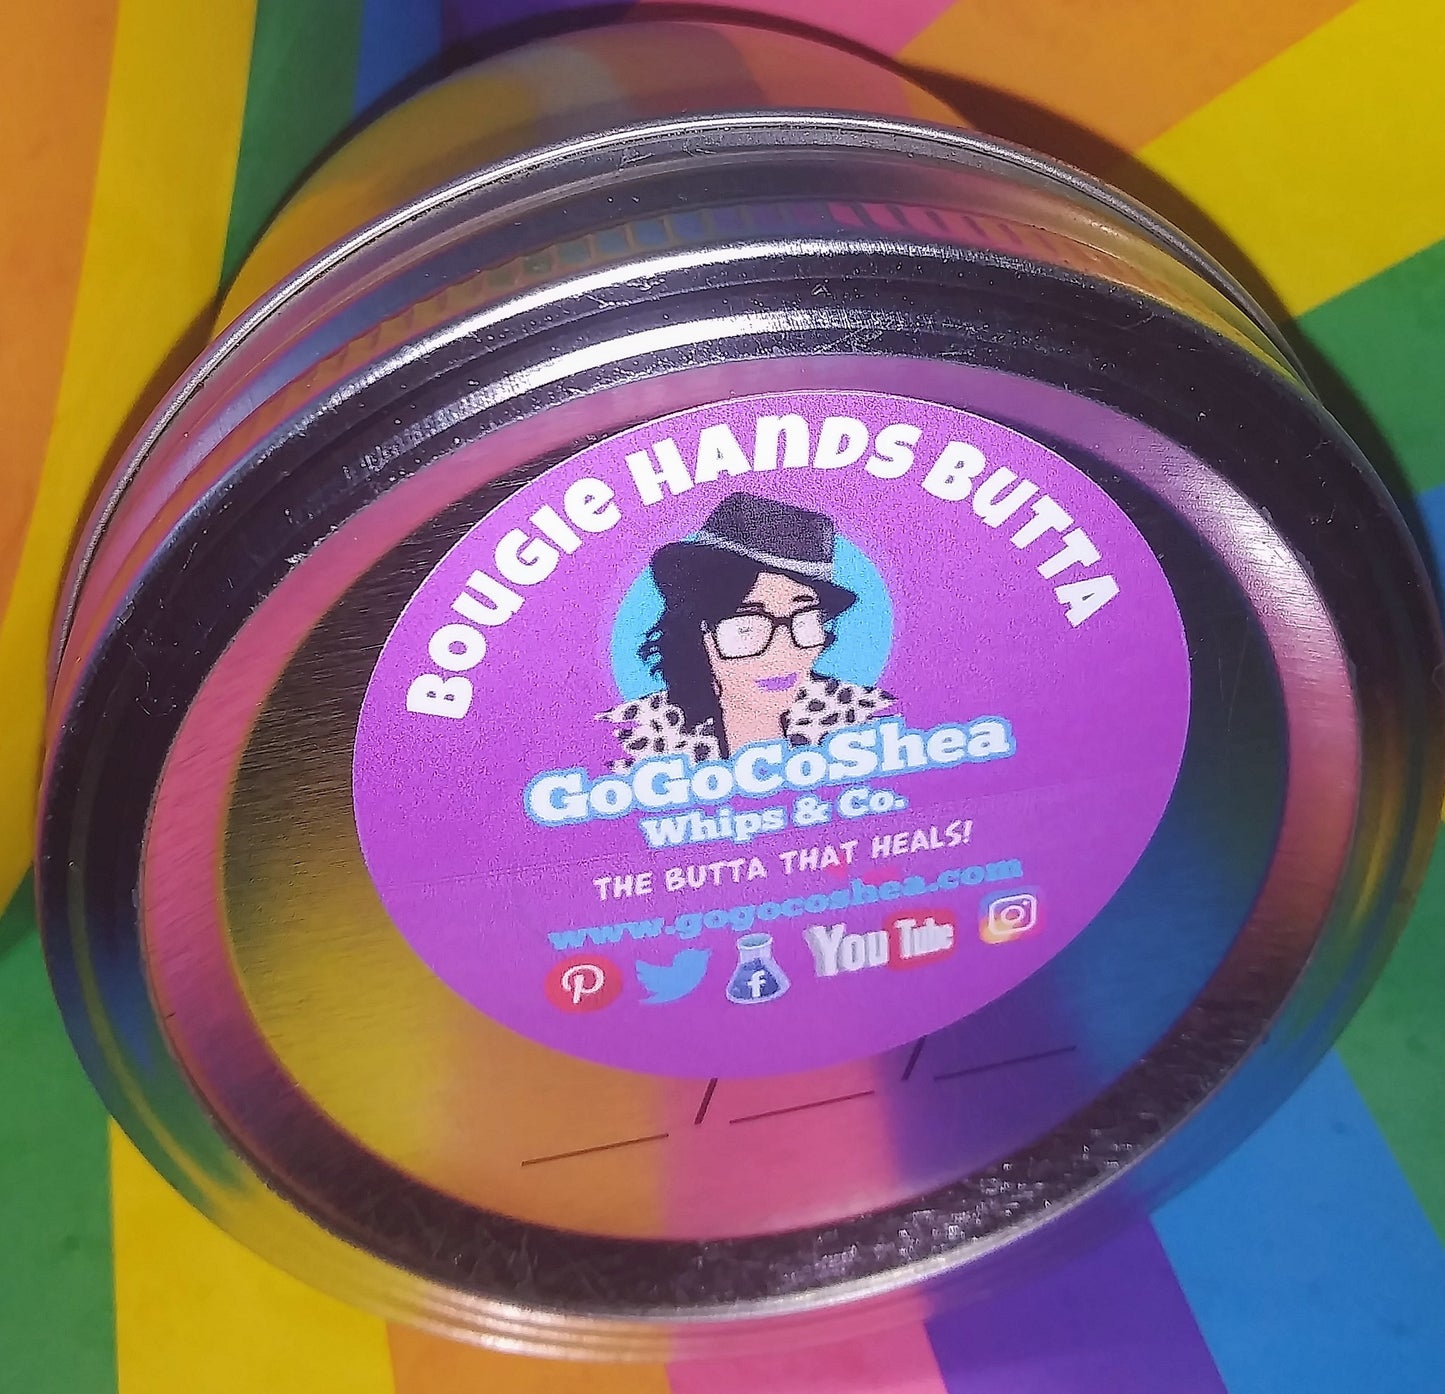 BOUGIE HANDS BUTTA
GoGoCoShea
Whips & Co.
THE BUTTA THAT HEALS!
www.gogocoshea.com
f YouTube